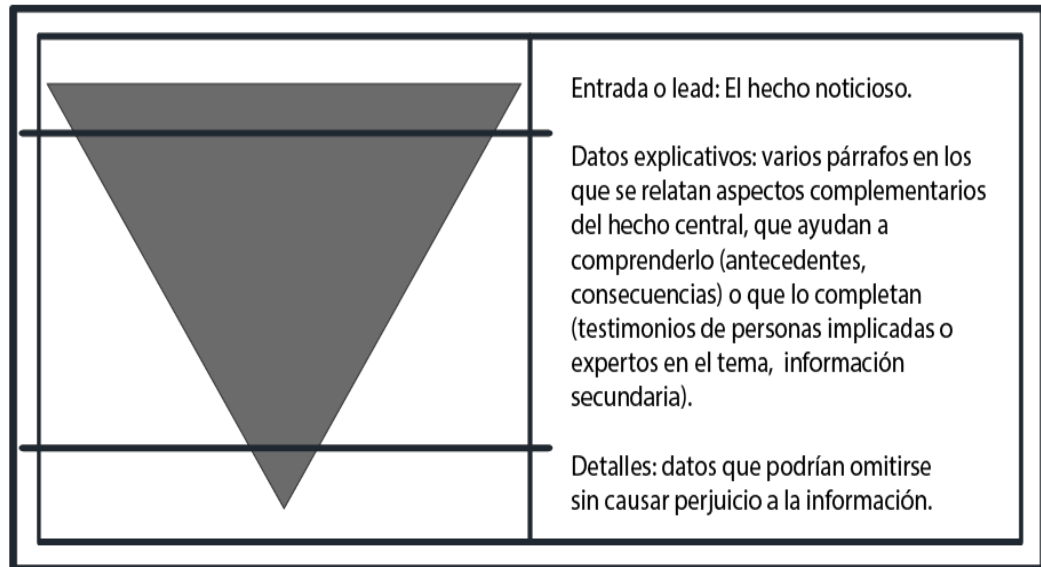 Entrada o lead: El hecho noticioso.
Datos explicativos: varios párrafos en los
que se relatan aspectos complementarios
del hecho central, que ayudan a
comprenderlo (antecedentes,
consecuencias) o que lo completan
(testimonios de personas implicadas o
expertos en el tema, información
secundaria).
Detalles: datos que podrían omitirse
sin causar perjuicio a la información.